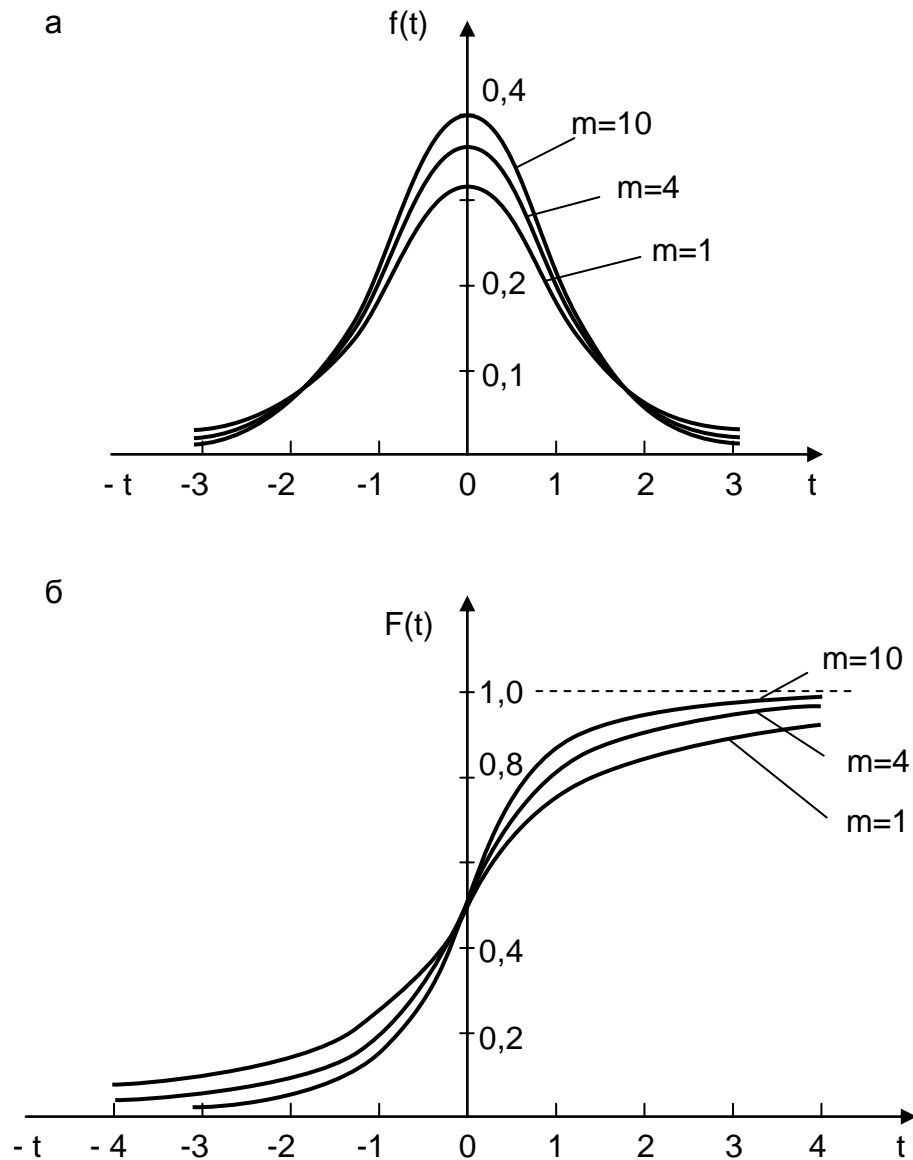 а
f(t)
0,4
m=10
m=4
m=1
0,2
0,1
- t -3 -2 -1 0 1 2 3 t
б
F(t)
m=10
1,0
0,8
m=4
m=1
0,4
0,2
- t - 4 - 3 -2 -1 0 1 2 3 4 t